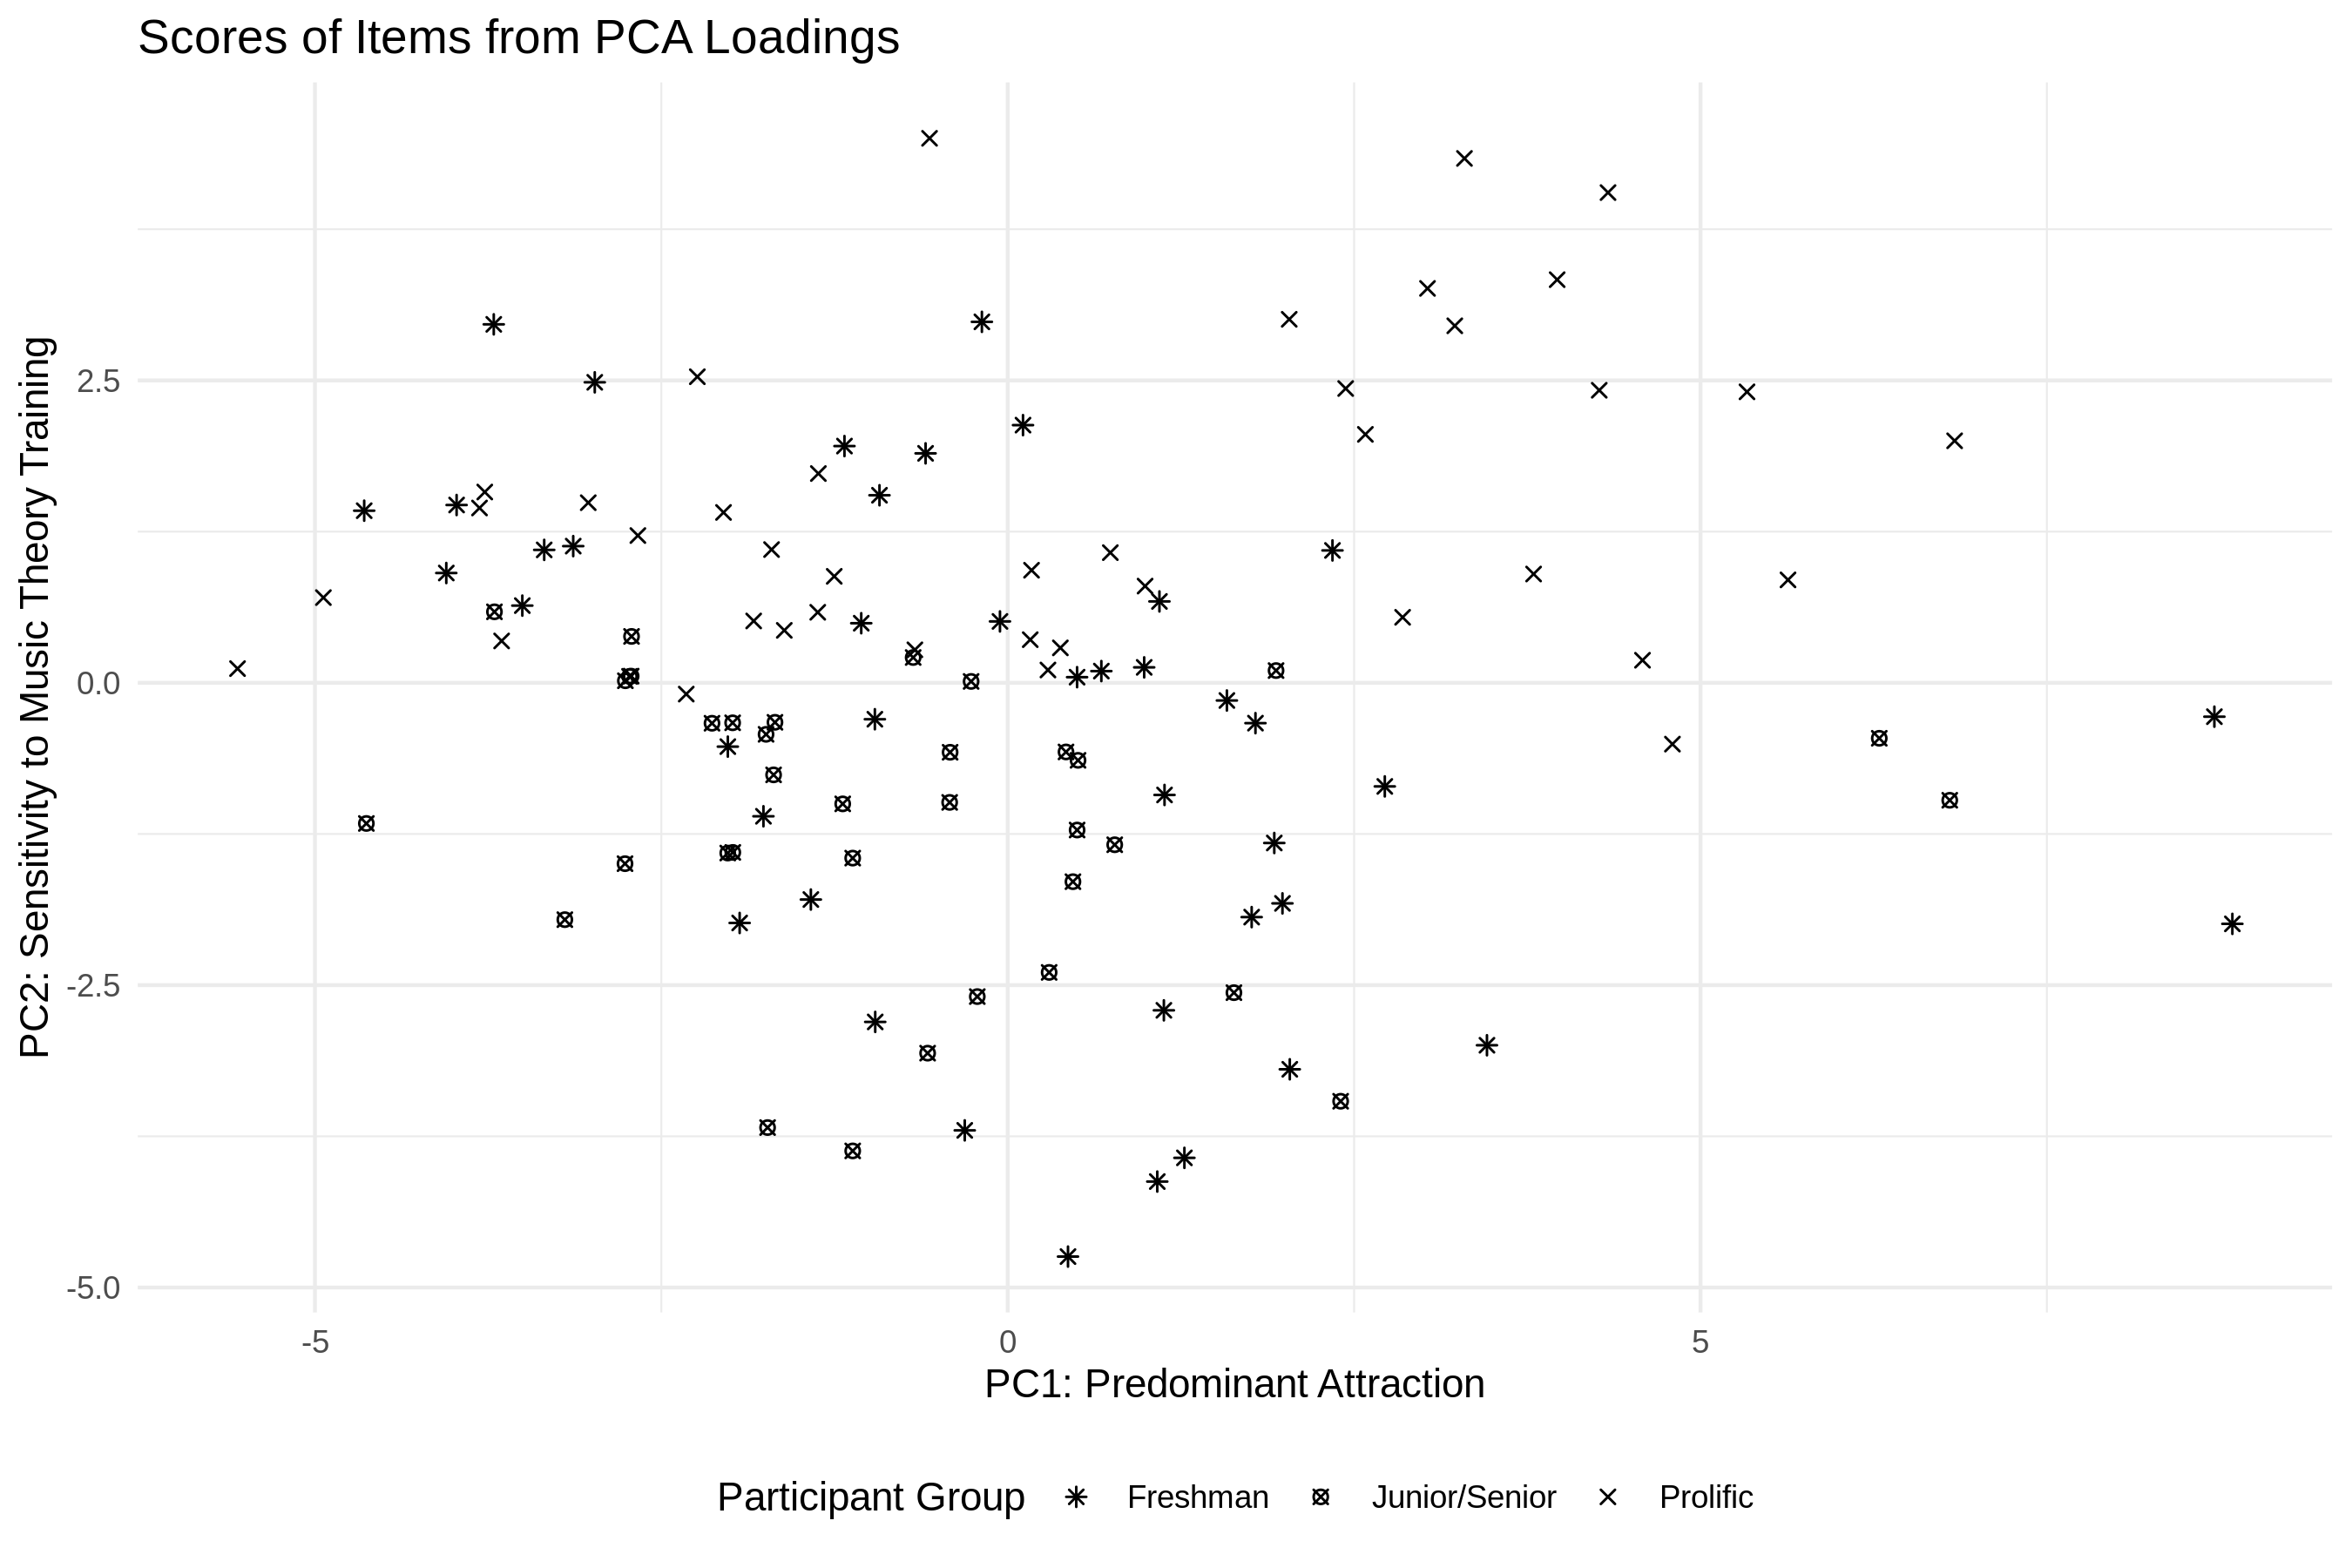 Scores of Items from PCA Loadings
PC2: Sensitivity to Music Theory Training
2.5
0.0
-2.5
-5.0
-5 0 5
PC1: Predominant Attraction
Participant Group Freshman Junior/Senior Prolific